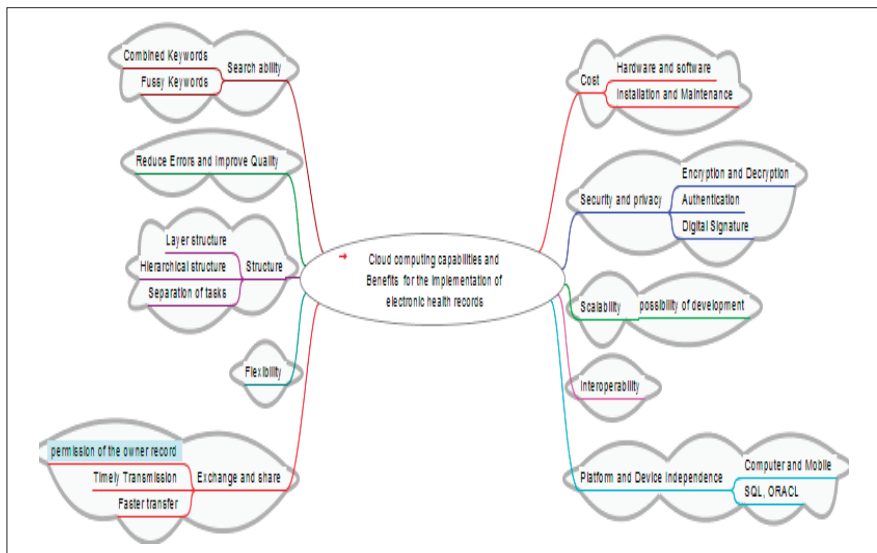 Combined Keywords
Fussy Keywords
Search ability
Reduce Errors and Improve Quality
Layer structure
Hierarchical structure
Separation of tasks
Structure
Flexibility
permission of the owner record
Timely Transmission
Faster transfer
Exchange and share
Cloud computing capabilities and
Benefits for the implementation of
electronic health records
Cost
Hardware and software
Installation and Maintenance
Security and privacy
Encryption and Decryption
Authentication
Digital Signature
Scalability
possibility of development
Interoperability
Platform and Device Independence
Computer and Mobile
SQL, ORACL